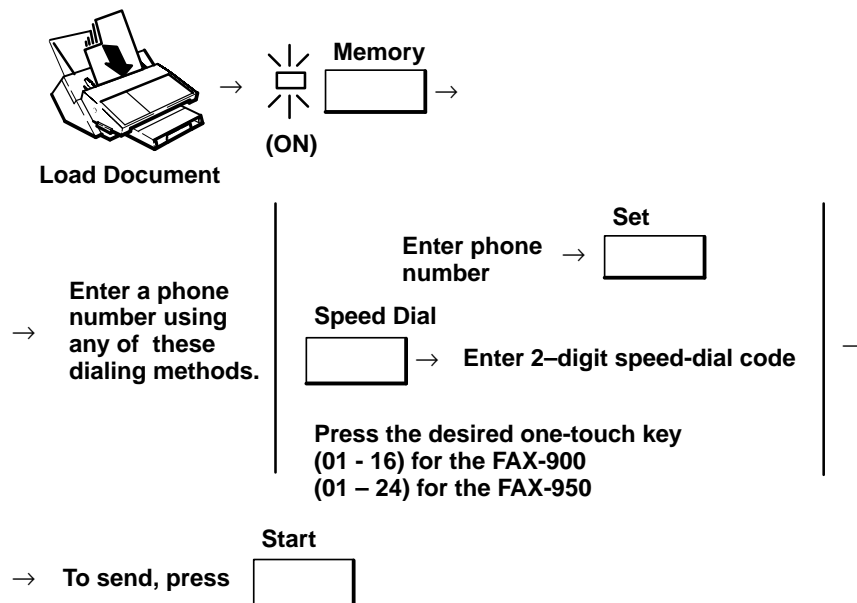 Memory
→ →
(ON)
Load Document
Set
Enter phone →
number
→ Enter a phone
number using
any of these
dialing methods.
Speed Dial
→ Enter 2–digit speed-dial code
Press the desired one-touch key
(01 - 16) for the FAX-900
(01 – 24) for the FAX-950
Start
→ To send, press